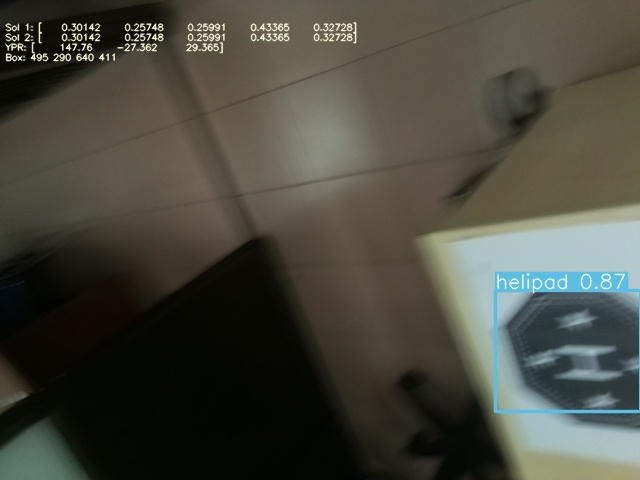 Sol 1: [ 0.30142 0.25748 0.25991 0.43365 0.32728]
Sol 2: [ 0.30142 0.25748 0.25991 0.43365 0.32728]
YPR: [ 147.76 -27.362 29.365]
Box: 495 290 640 411
helipad 0.87
H